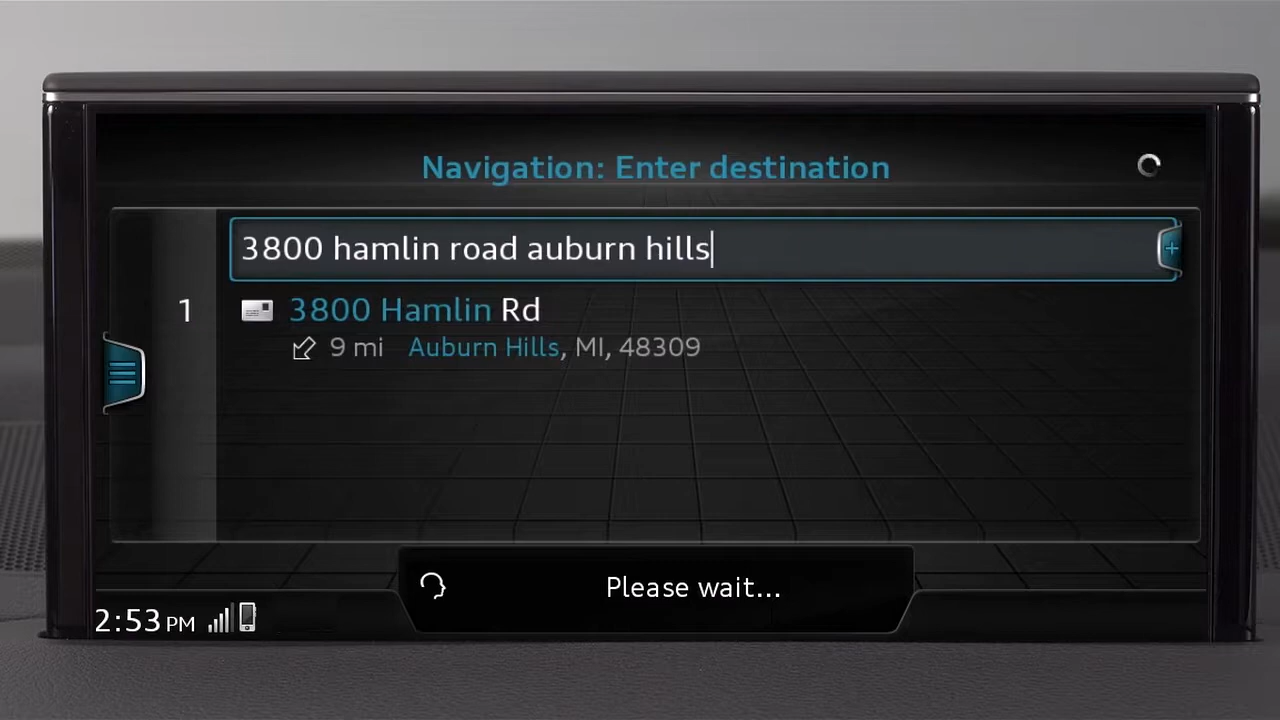 Navigation: Enter destination
3800 hamlin road auburn hills
1 3800 Hamlin Rd
9 mi Auburn Hills, MI, 48309
Please wait...
2:53 PM